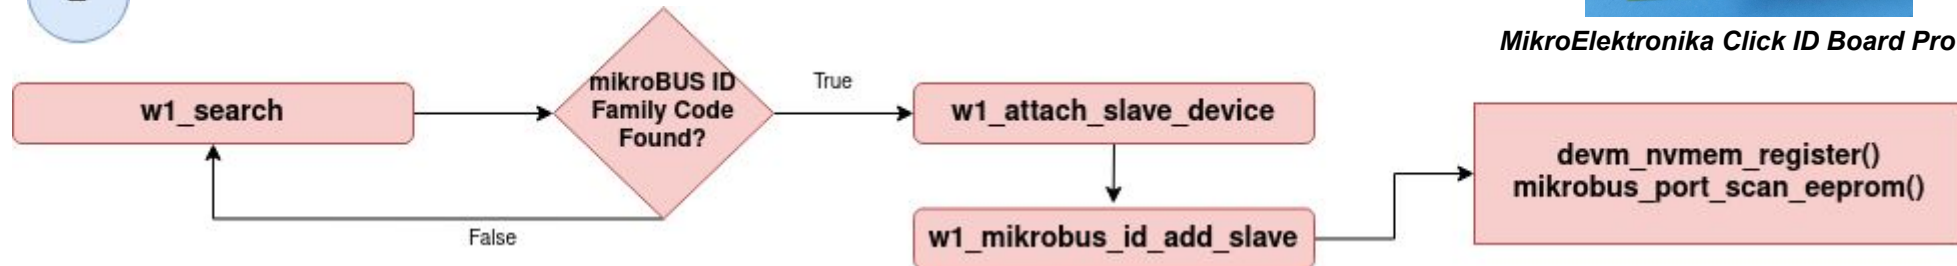 MikroElektronika Click ID Board Pro
w1_search
mikroBUS ID
Family Code
Found?
True
w1_attach_slave_device
devm_nvmem_register()
mikrobus_port_scan_eeprom()
w1_mikrobus_id_add_slave
False